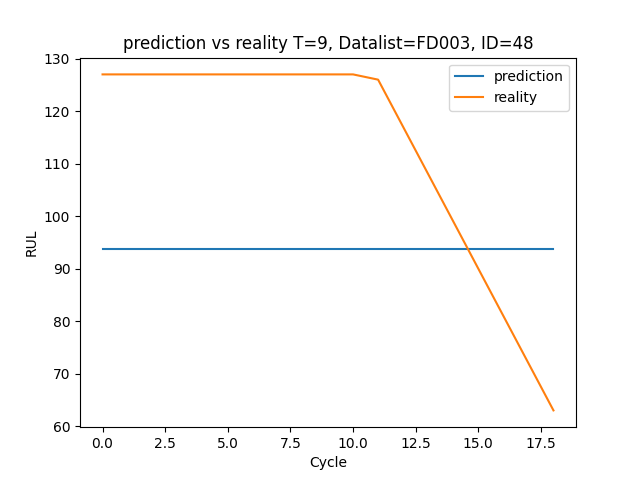 prediction vs reality T=9, Datalist=FD003, ID=48
prediction
reality
130
120
110
100
90
80
70
60
RUL
0.0 2.5 5.0 7.5 10.0 12.5 15.0 17.5
Cycle